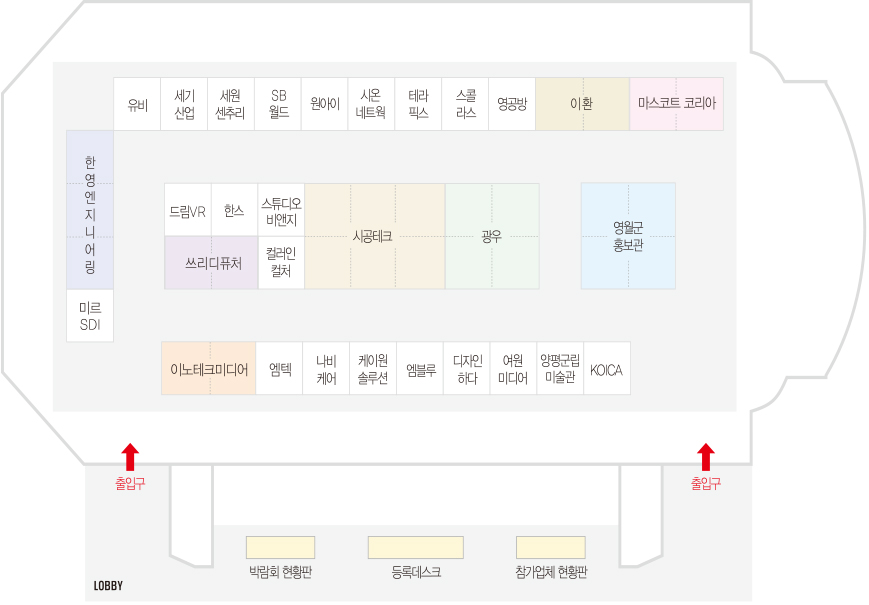 유비
세기
산업
세원
센추리
SB
월드
원아이
시온
네트웍
테라
픽스
스콜
라스
영공방
이환
마스코트 코리아
한
영
엔
지
니
어
링
미르
SDI
드림VR
한스
스튜디오
비앤지
쓰리디퓨처
컬러인
컬처
시공테크
광우
영월군
홍보관
이노테크미디어
엠텍
나비
케어
케이원
솔루션
엠블루
디자인
하다
여원
미디어
양평군립
미술관
KOICA
출입구
출입구
박람회 현황판
등록데스크
참가업체 현황판
LOBBY